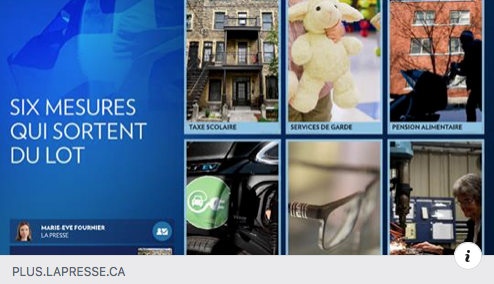 SIX MESURES
QUI SORTENT
DU LOT
TAXE SCOLAIRE
SERVICES DE GARDE
PENSION ALIMENTAIRE
MARIE-EVE FOURNIER
LA PRESSE
i
PLUS.LAPRESSE.CA